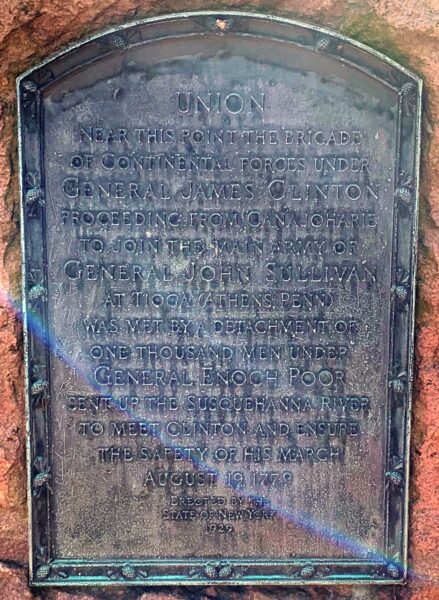 UNION
NEAR THIS POINT THE BRIGADE
OF CONTINENTAL FORCES UNDER
GENERAL JAMES CLINTON
PROCEEDING FROM CANAJOHARIE
TO JOIN THE MAIN ARMY OF
GENERAL JOHN SULLIVAN
AT TIOGA (ATHENS, PENN)
WAS MET BY A DETACHMENT OF
ONE THOUSAND MEN UNDER
GENERAL ENOCH POOR
SENT UP THE SUSQUEHANNA RIVER
TO MEET CLINTON AND ENSURE
THE SAFETY OF HIS MARCH
AUGUST 19, 1779
ERECTED BY THE
STATE OF NEW YORK
1929